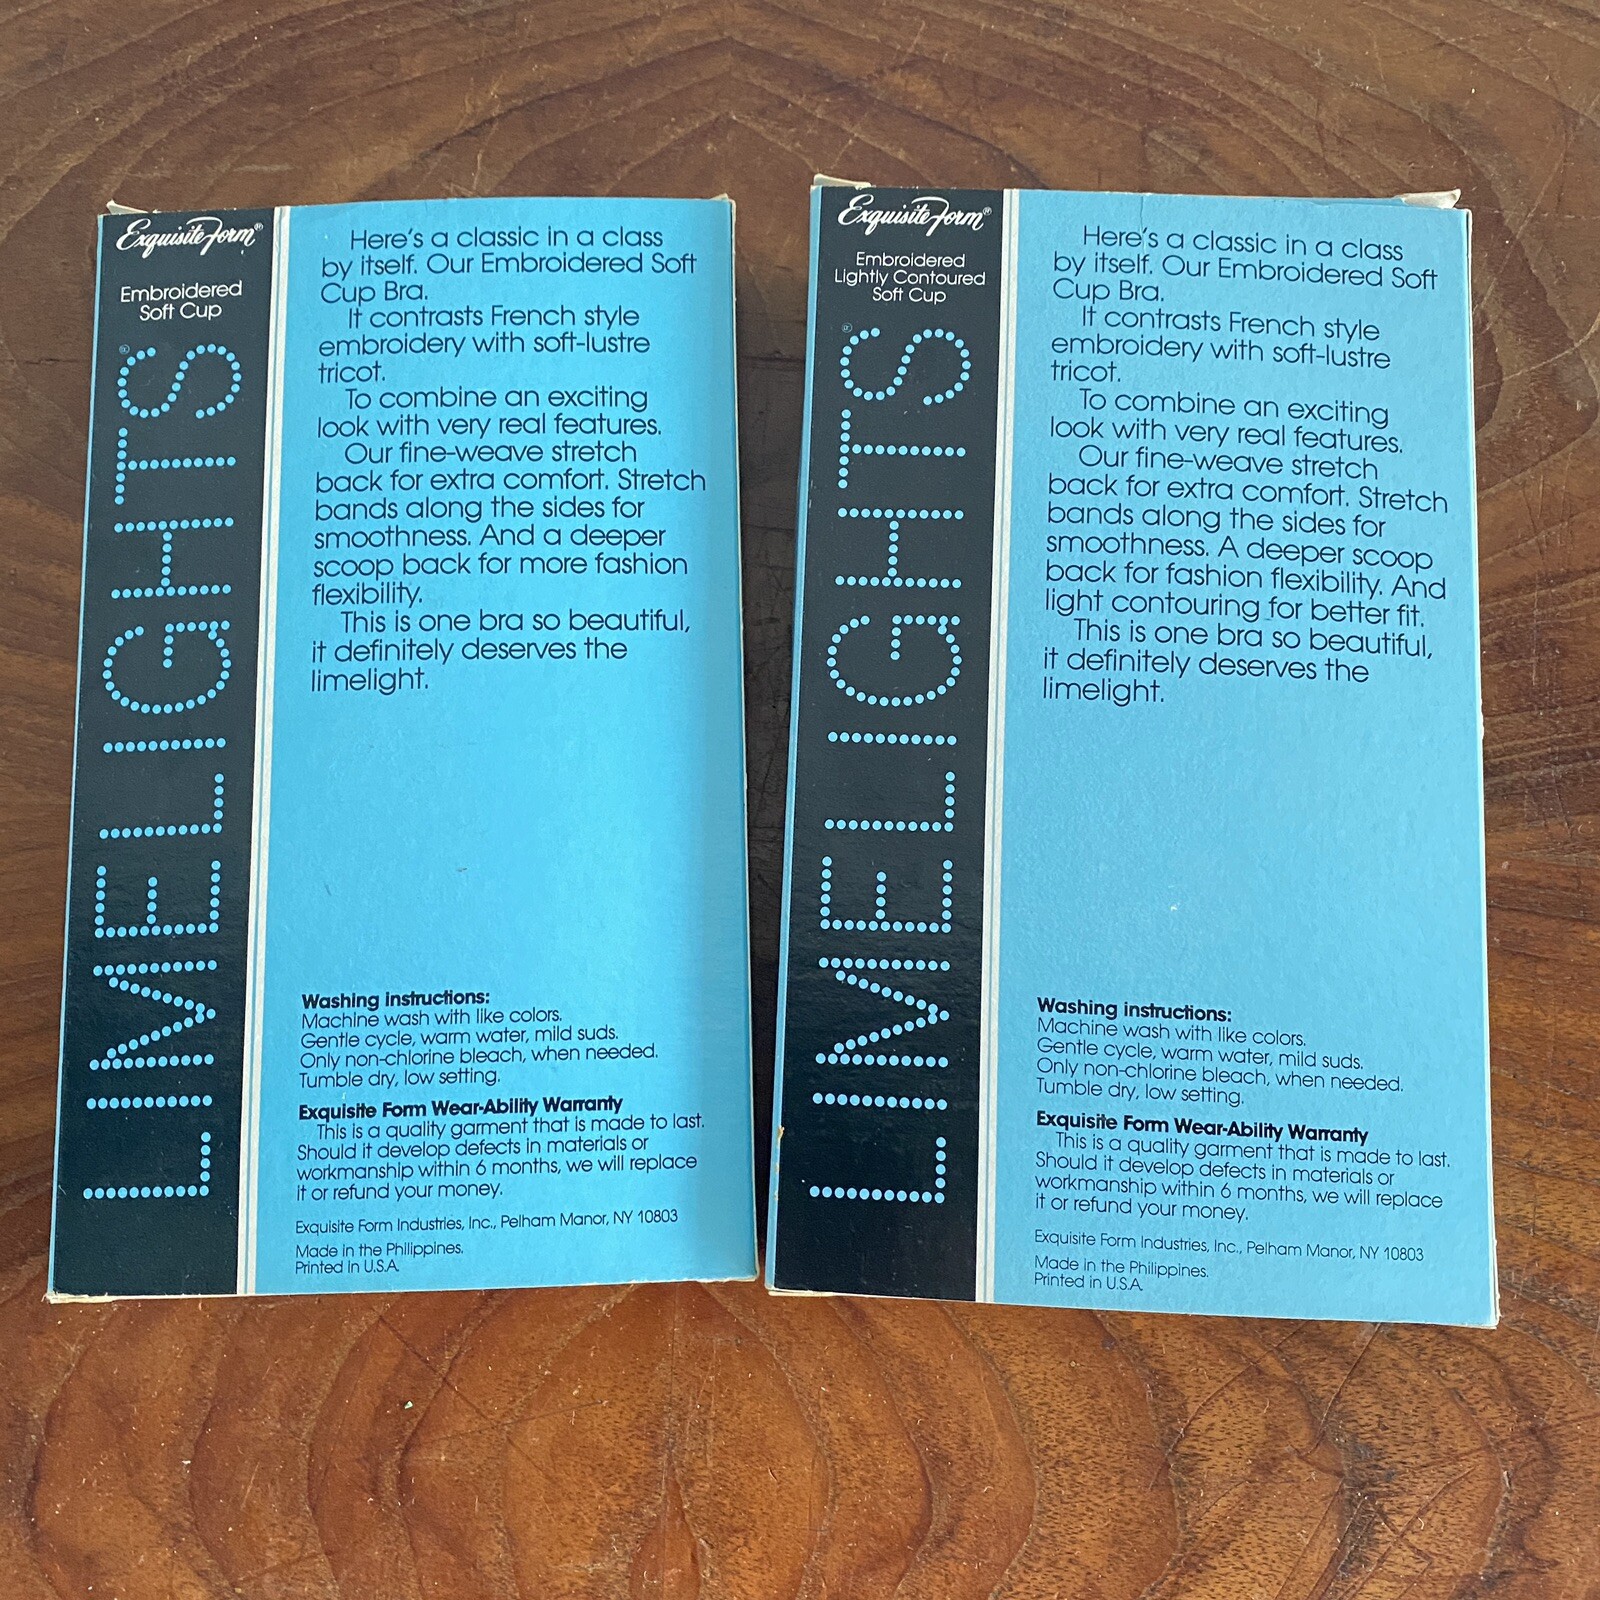 Exquisite Form®
Embroidered
Soft Cup
LIMELIGHTS®
Here's a classic in a class
by itself. Our Embroidered Soft
Cup Bra.
It contrasts French style
embroidery with soft-lustre
tricot.
To combine an exciting
look with very real features.
Our fine-weave stretch
back for extra comfort. Stretch
bands along the sides for
smoothness. And a deeper
scoop back for more fashion
flexibility.
This is one bra so beautiful,
it definitely deserves the
limelight.
Washing instructions:
Machine wash with like colors.
Gentle cycle, warm water, mild suds.
Only non-chlorine bleach, when needed.
Tumble dry, low setting.
Exquisite Form Wear-Ability Warranty
This is a quality garment that is made to last.
Should it develop defects in materials or
workmanship within 6 months, we will replace
it or refund your money.
Exquisite Form Industries, Inc., Pelham Manor, NY 10803
Made in the Philippines.
Printed in U.S.A.
Exquisite Form®
Embroidered
Lightly Contoured
Soft Cup
LIMELIGHTS®
Here's a classic in a class
by itself. Our Embroidered Soft
Cup Bra.
It contrasts French style
embroidery with soft-lustre
tricot.
To combine an exciting
look with very real features.
Our fine-weave stretch
back for extra comfort. Stretch
bands along the sides for
smoothness. A deeper scoop
back for fashion flexibility. And
light contouring for better fit.
This is one bra so beautiful,
it definitely deserves the
limelight.
Washing instructions:
Machine wash with like colors.
Gentle cycle, warm water, mild suds.
Only non-chlorine bleach, when needed.
Tumble dry, low setting.
Exquisite Form Wear-Ability Warranty
This is a quality garment that is made to last.
Should it develop defects in materials or
workmanship within 6 months, we will replace
it or refund your money.
Exquisite Form Industries, Inc., Pelham Manor, NY 10803
Made in the Philippines.
Printed in U.S.A.